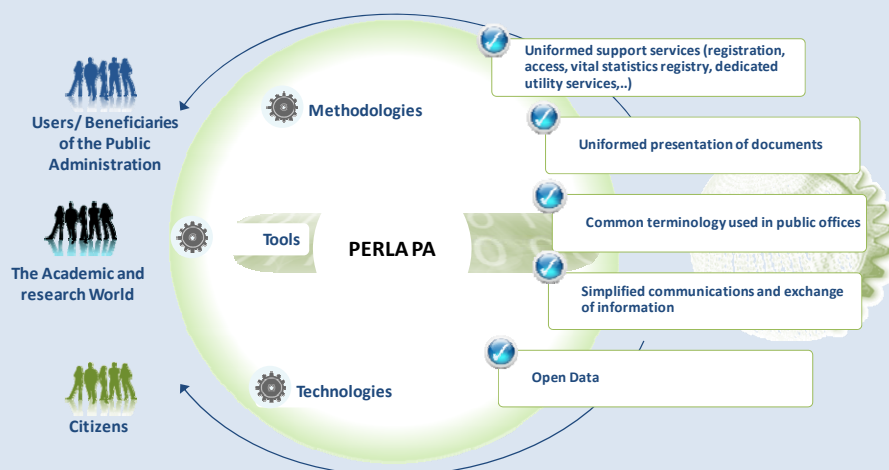 Users/ Beneficiaries
of the Public
Administration
The Academic and
research World
Citizens
Methodologies
Tools
Technologies
PERLA PA
Uniformed support services (registration,
access, vital statistics registry, dedicated
utility services,..)
Uniformed presentation of documents
Common terminology used in public offices
Simplified communications and exchange
of information
Open Data